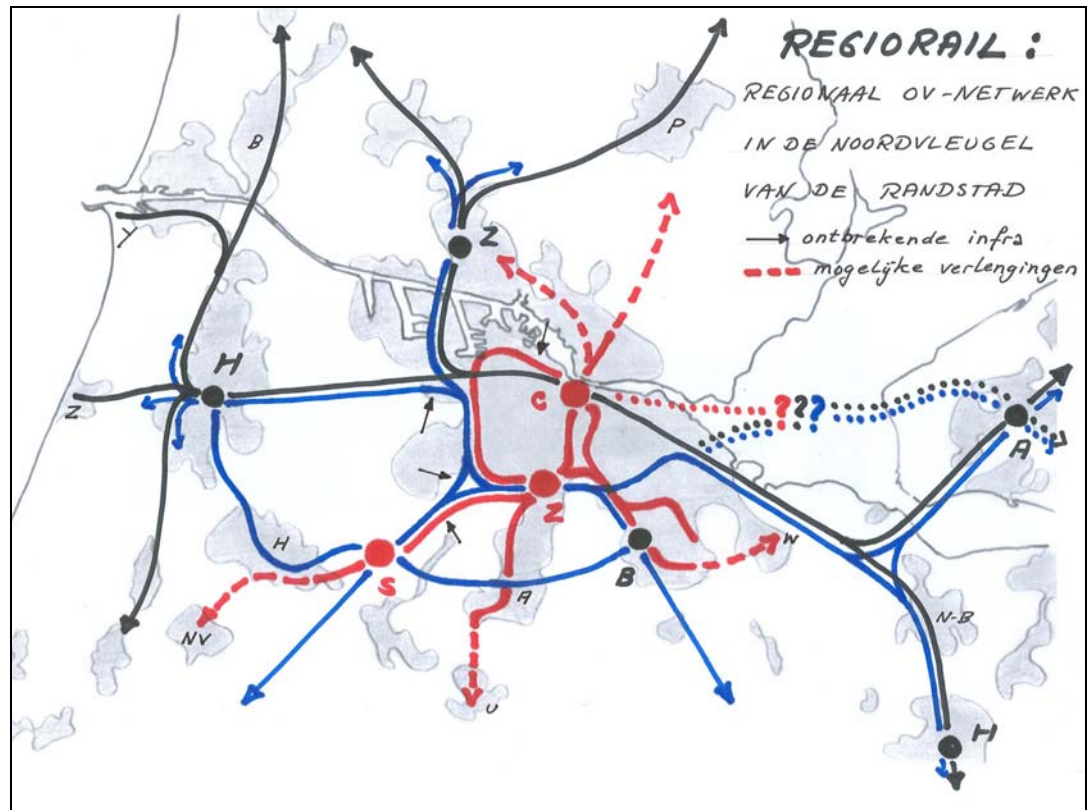 REGIORAIL :
REGIONAAL OV-NETWERK
IN DE NOORDVLEUGEL
VAN DE RANDSTAD
ontbrekende infra
mogelijke verlengingen
B
P
Z
Y
H
Z
C
? ? ?
A
Z
H
S
B
W
A
N-B
NV
U
H